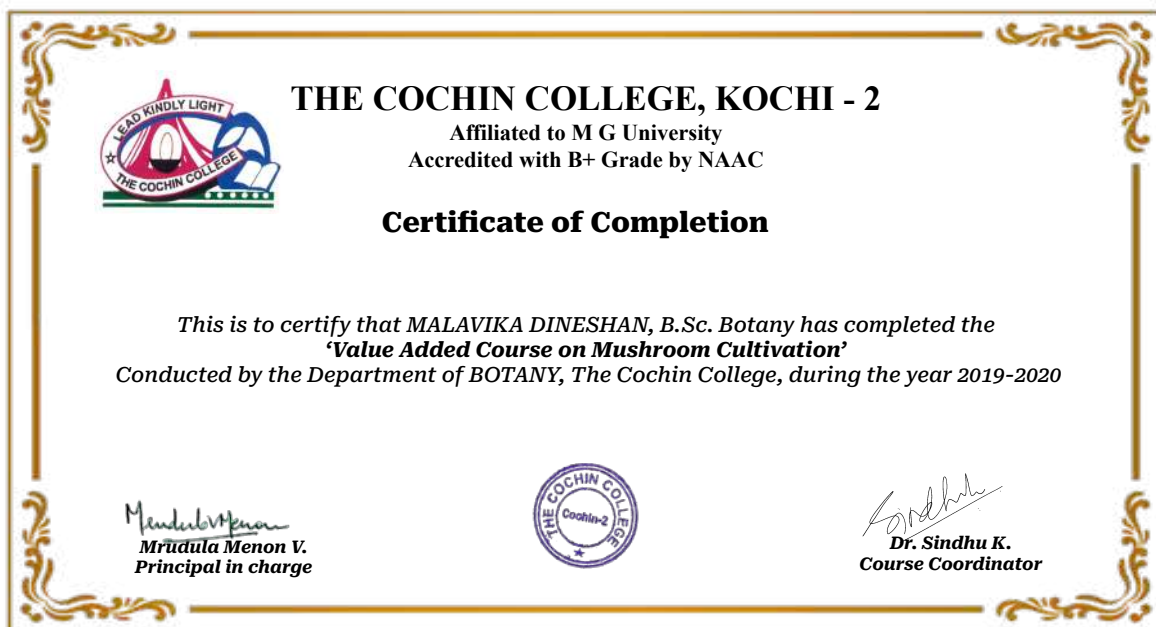 THE COCHIN COLLEGE, KOCHI - 2
Affiliated to M G University
Accredited with B+ Grade by NAAC
LEAD KINDLY LIGHT
THE COCHIN COLLEGE
Certificate of Completion
This is to certify that MALAVIKA DINESHAN, B.Sc. Botany has completed the
‘Value Added Course on Mushroom Cultivation’
Conducted by the Department of BOTANY, The Cochin College, during the year 2019-2020
MrudulaVMenon
Mrudula Menon V.
Principal in charge
THE COCHIN COLLEGE
Cochin-2
Sindhu
Dr. Sindhu K.
Course Coordinator